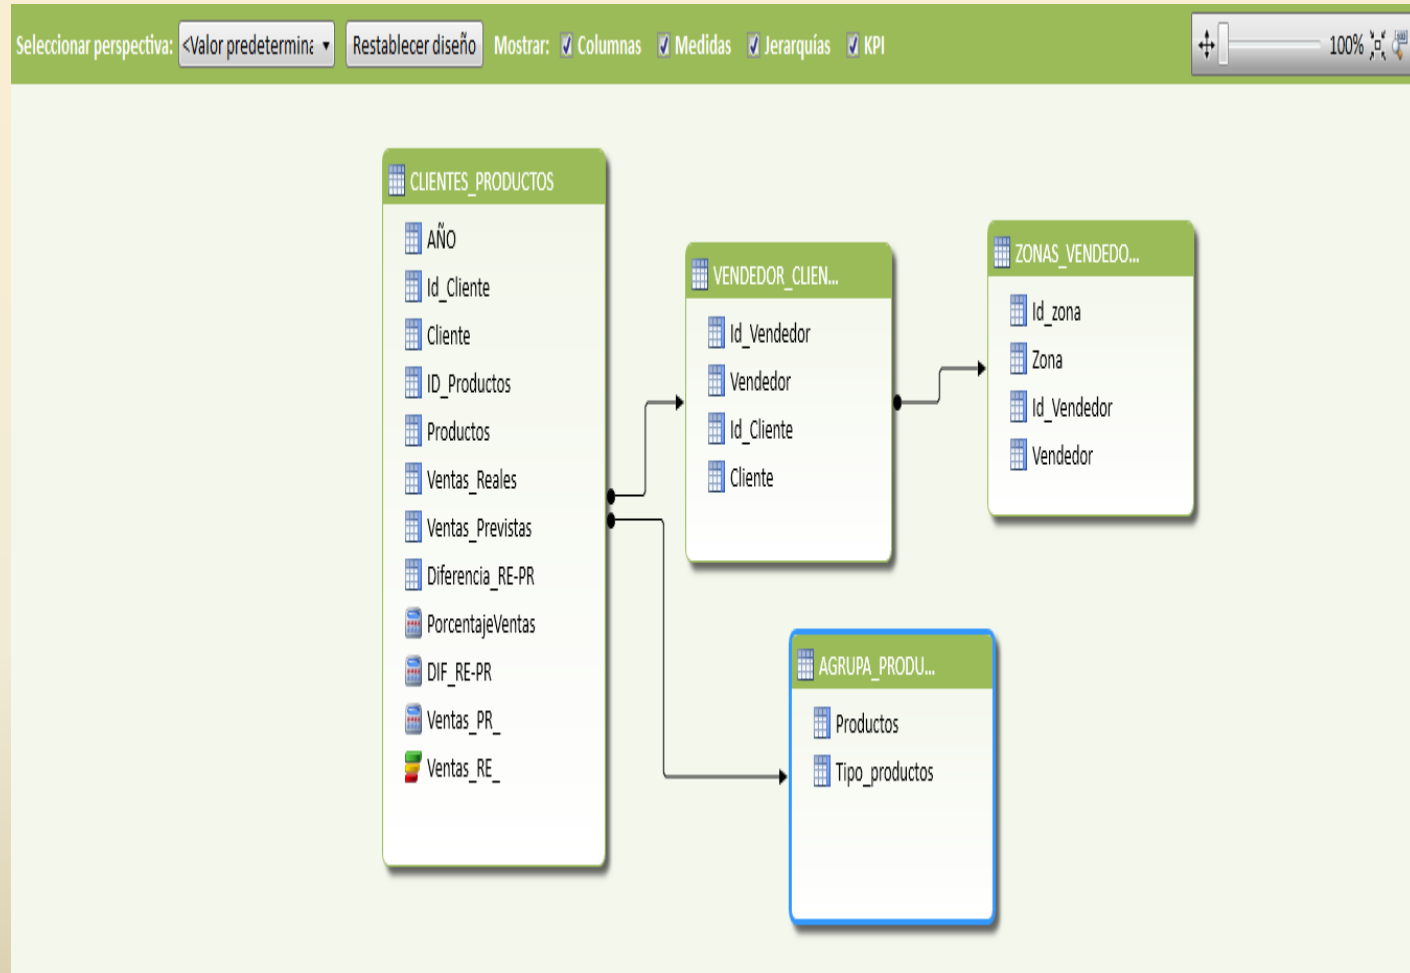 Seleccionar perspectiva: <Valor predetermina Restablecer diseño Mostrar: Columnas Medidas Jerarquías KPI 100%
CLIENTES_PRODUCTOS
AÑO
Id_Cliente
Cliente
ID_Productos
Productos
Ventas_Reales
Ventas_Previstas
Diferencia_RE-PR
PorcentajeVentas
DIF_RE-PR
Ventas_PR_
Ventas_RE_
VENDEDOR_CLIEN...
Id_Vendedor
Vendedor
Id_Cliente
Cliente
ZONAS_VENDEDO...
Id_zona
Zona
Id_Vendedor
Vendedor
AGRUPA_PRODU...
Productos
Tipo_productos